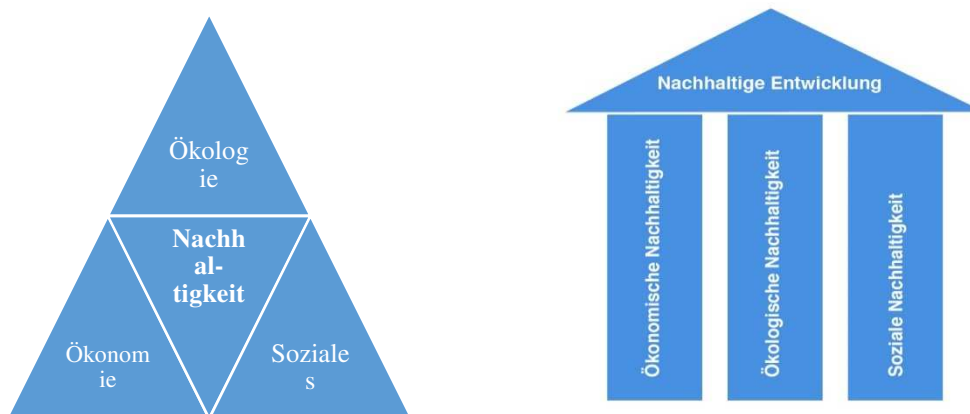 Ökolog
ie
Nachh
al-
tigkeit
Ökonom
ie
Soziale
s
Nachhaltige Entwicklung
Ökonomische Nachhaltigkeit
Ökologische Nachhaltigkeit
Soziale Nachhaltigkeit